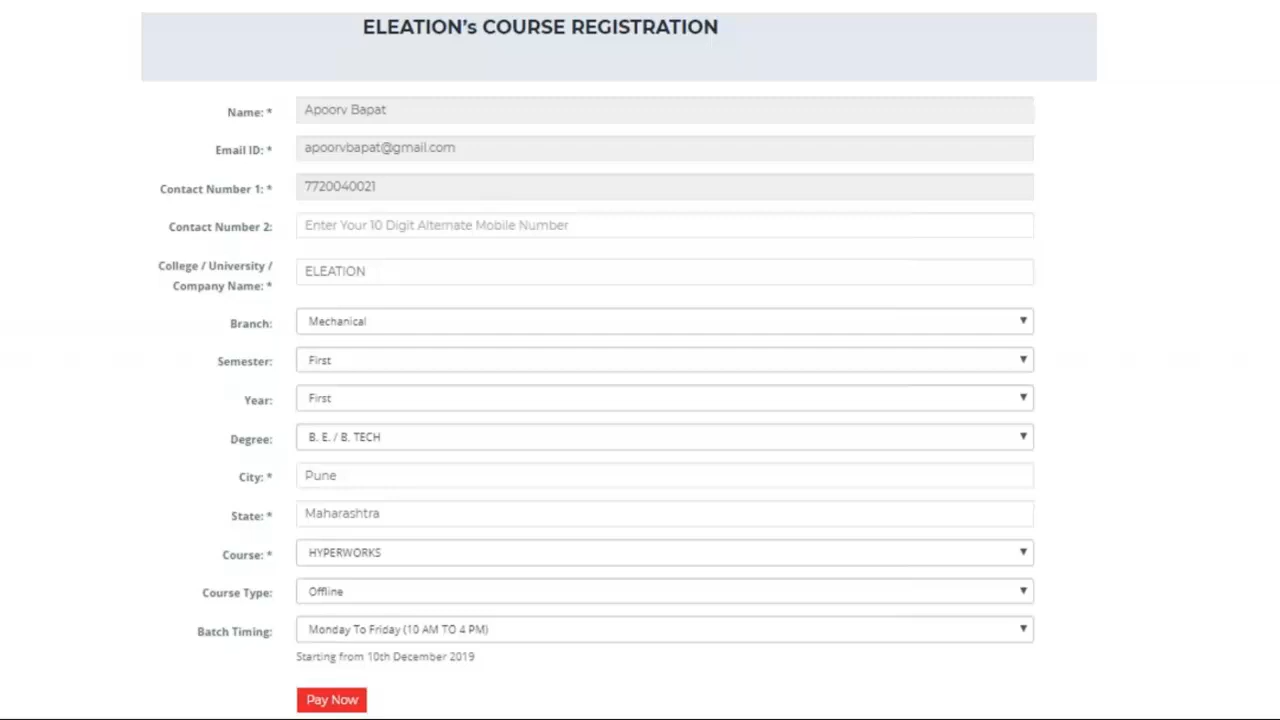 ELEATION's COURSE REGISTRATION
Name: * Apoorv Bapat
Email ID: * apoorvbapat@gmail.com
Contact Number 1: * 7720040021
Contact Number 2: Enter Your 10 Digit Alternate Mobile Number
College / University /
Company Name: * ELEATION
Branch: Mechanical
Semester: First
Year: First
Degree: B. E. / B. TECH
City: * Pune
State: * Maharashtra
Course: * HYPERWORKS
Course Type: Offline
Batch Timing: Monday To Friday (10 AM TO 4 PM)
Starting from 10th December 2019
Pay Now